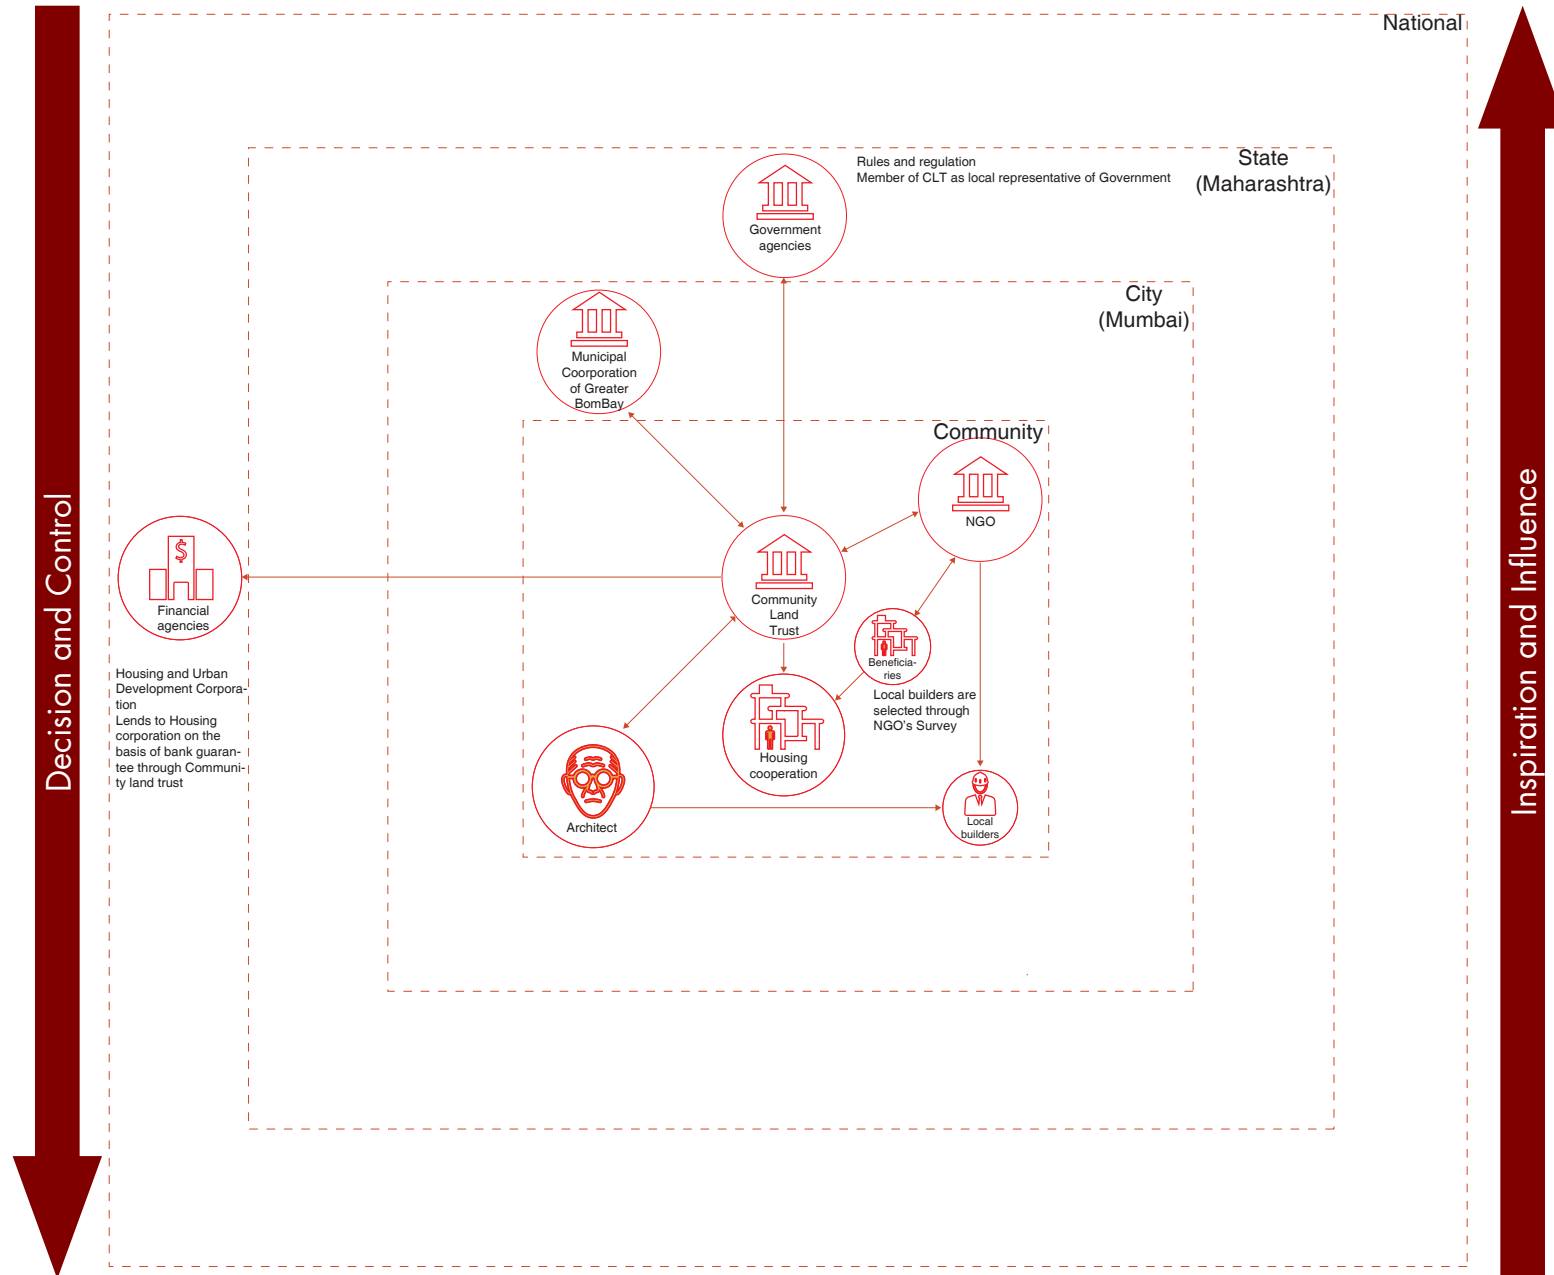 National
State
(Maharashtra)
Rules and regulation
Member of CLT as local representative of Government
Government
agencies
City
(Mumbai)
Municipal
Coorporation
of Greater
BomBay
Community
NGO
Decision and Control
Inspiration and Influence
Financial
agencies
Community
Land
Trust
Beneficia-
ries
Housing and Urban
Development Corpora-
tion
Lends to Housing
corporation on the
basis of bank guaran-
tee through Communi-
ty land trust
Local builders are
selected through
NGO's Survey
Housing
cooperation
Architect
Local
builders